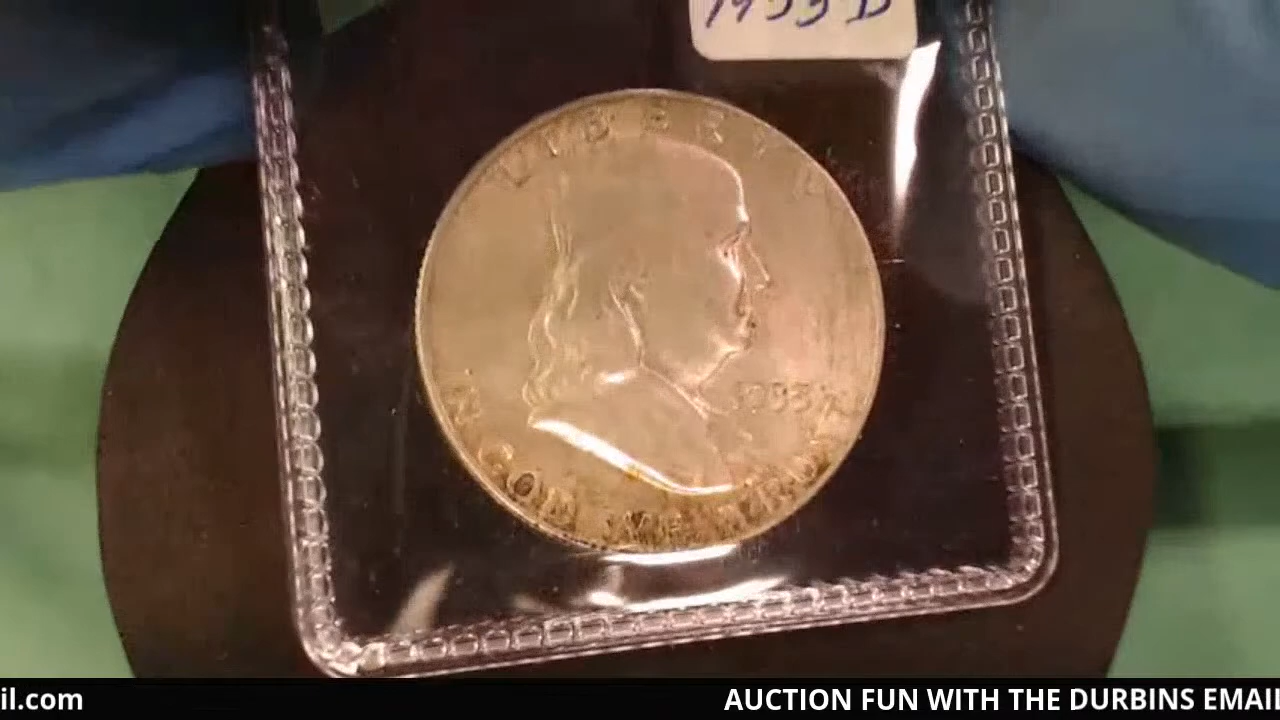 1953 D
LIBERTY
1953
IN GOD WE TRUST
il.com
AUCTION FUN WITH THE DURBINS EMAIL